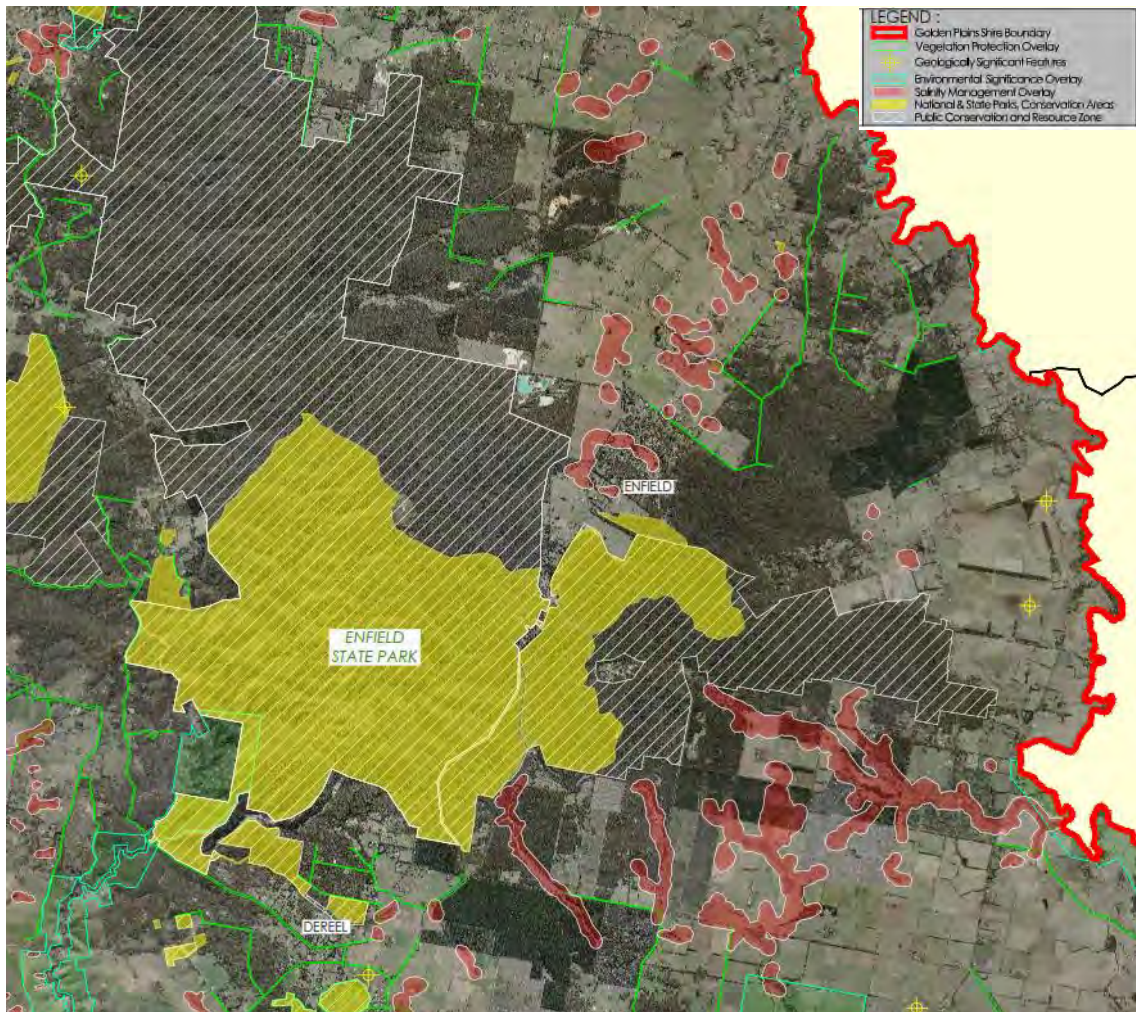 LEGEND :
Golden Plains Shire Boundary
Vegetation Protection Overlay
Geologically Significant Features
Environmental Significance Overlay
Salinity Management Overlay
National & State Parks, Conservation Areas
Public Conservation and Resource Zone
ENFIELD
ENFIELD
STATE PARK
DEREEL